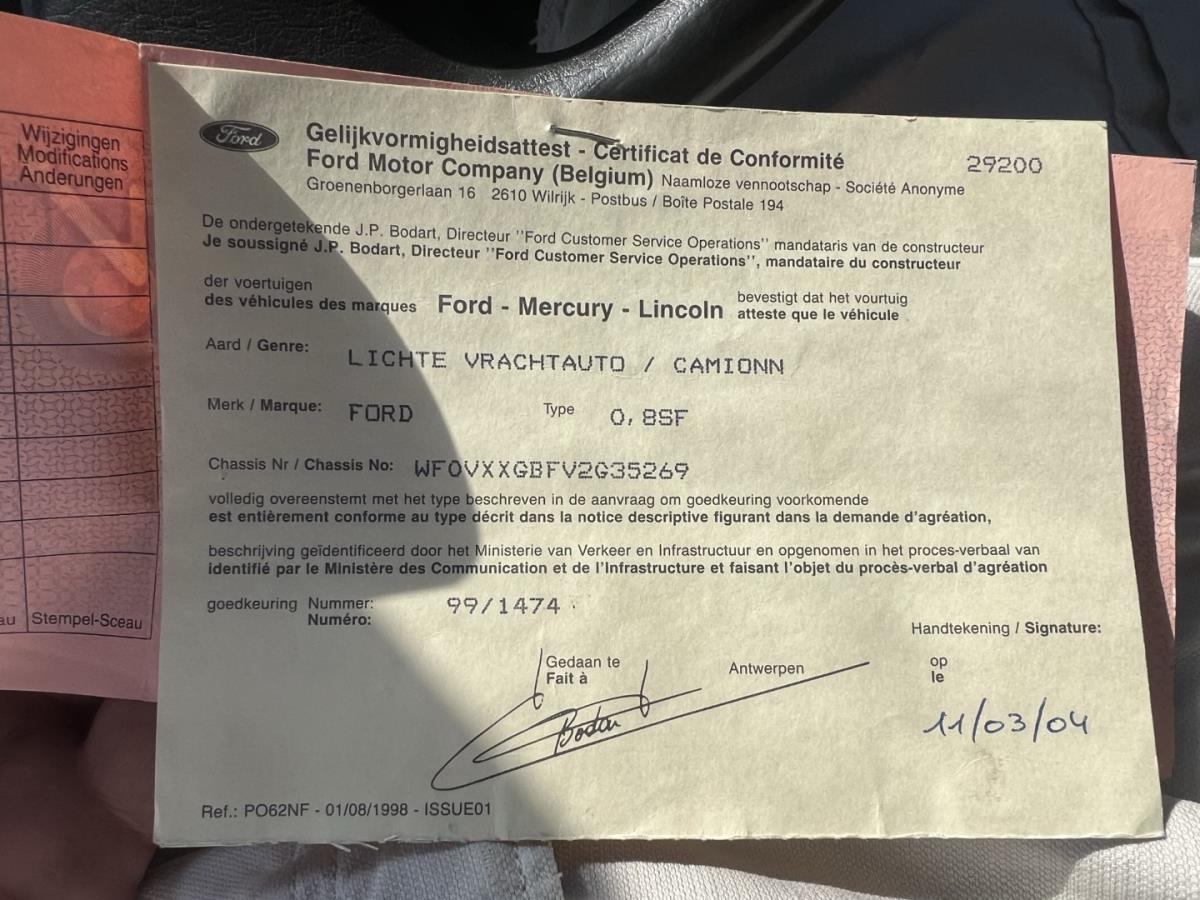 Wijzigingen
Modifications
Änderungen
au
Stempel-Sceau
Ford
Gelijkvormigheidsattest - Certificat de Conformité
29200
Ford Motor Company (Belgium) Naamloze vennootschap - Société Anonyme
Groenenborgerlaan 16 2610 Wilrijk - Postbus / Boîte Postale 194
De ondergetekende J.P. Bodart, Directeur "Ford Customer Service Operations" mandataris van de constructeur
Je soussigné J.P. Bodart, Directeur "Ford Customer Service Operations", mandataire du constructeur
der voertuigen
des véhicules des marques
Ford - Mercury - Lincoln
bevestigt dat het vourtuig
atteste que le véhicule
Aard / Genre: LICHTE VRACHTAUTO / CAMIONN
Merk / Marque: FORD Type 0,8SF
Chassis Nr / Chassis No: WF0VXXGBFV2G35269
volledig overeenstemt met het type beschreven in de aanvraag om goedkeuring voorkomende
est entièrement conforme au type décrit dans la notice descriptive figurant dans la demande d'agréation,
beschrijving geïdentificeerd door het Ministerie van Verkeer en Infrastructuur en opgenomen in het proces-verbaal van
identifié par le Ministère des Communication et de l'Infrastructure et faisant l'objet du procès-verbal d'agréation
goedkeuring Nummer: 99/1474
Numéro:
Handtekening / Signature:
Gedaan te Antwerpen op
Fait à le
11/03/04
Ref.: PO62NF - 01/08/1998 - ISSUE01